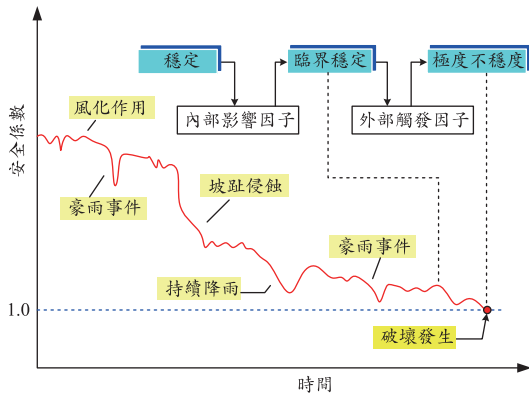 穩定
臨界穩定
極度不穩度
內部影響因子
外部觸發因子
安全係數
風化作用
豪雨事件
坡趾侵蝕
持續降雨
豪雨事件
1.0
破壞發生
時間